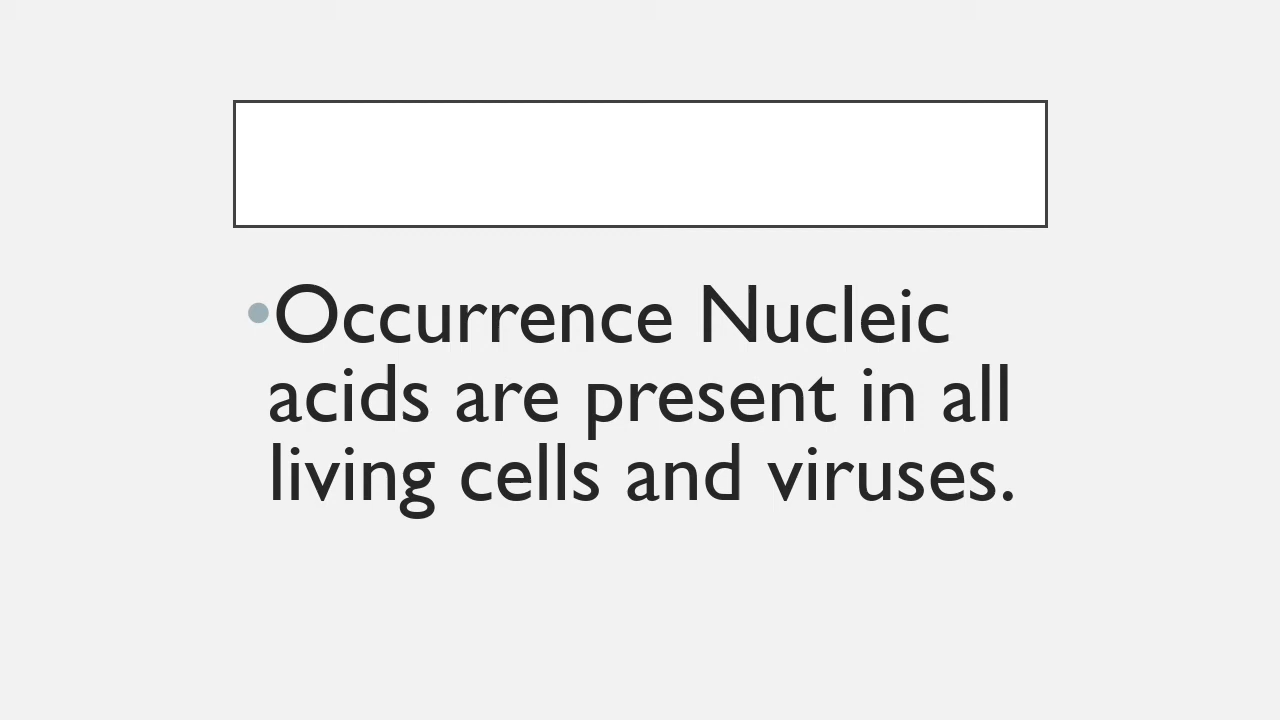 •Occurrence Nucleic
acids are present in all
living cells and viruses.